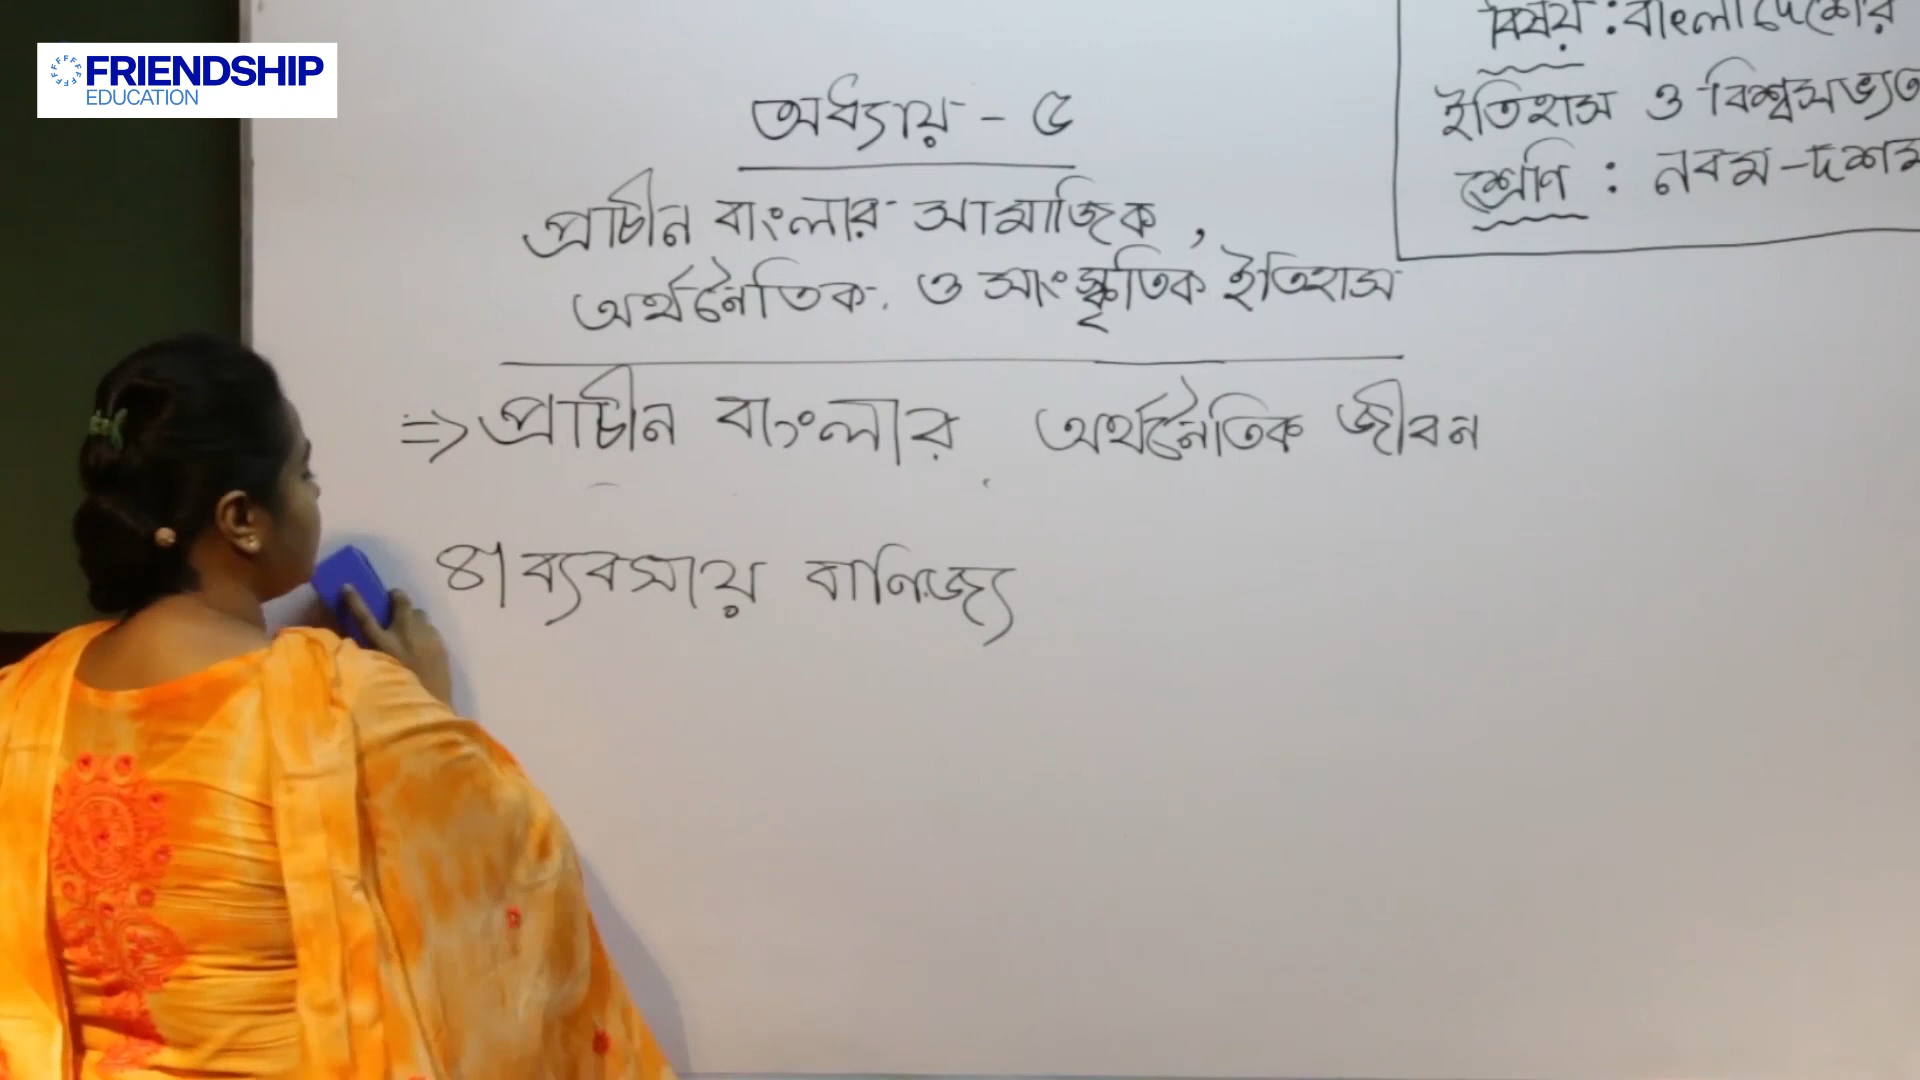 FRIENDSHIP
EDUCATION
বিষয় : বাংলাদেশের
ইতিহাস ও বিশ্বসভ্যত
শ্রেণি : নবম-দশম
অধ্যায় - ৫
প্রাচীন বাংলার সামাজিক,
অর্থনৈতিক ও সাংস্কৃতিক ইতিহাস
⇒ প্রাচীন বাংলার অর্থনৈতিক জীবন
৪। ব্যবসায় বানিজ্য